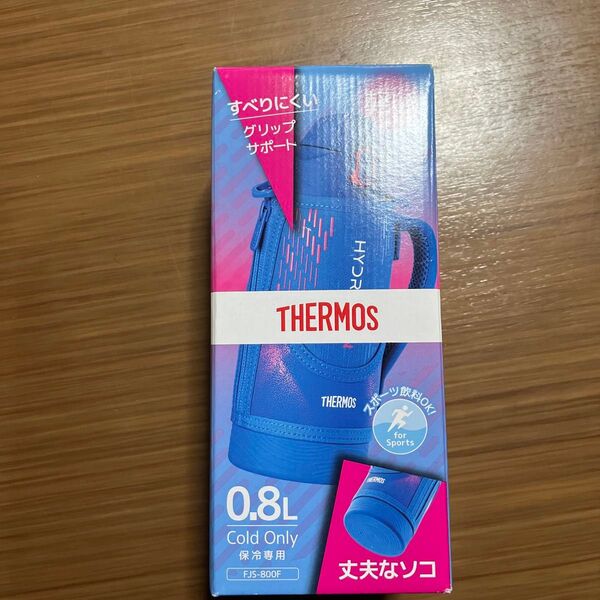 すべりにくい
グリップ
サポート
HYDR
THERMOS
THERMOS
スポーツ飲料OK!
for
Sports
THERMOS
0.8L
Cold Only
保冷専用
FJS-800F
丈夫なソコ